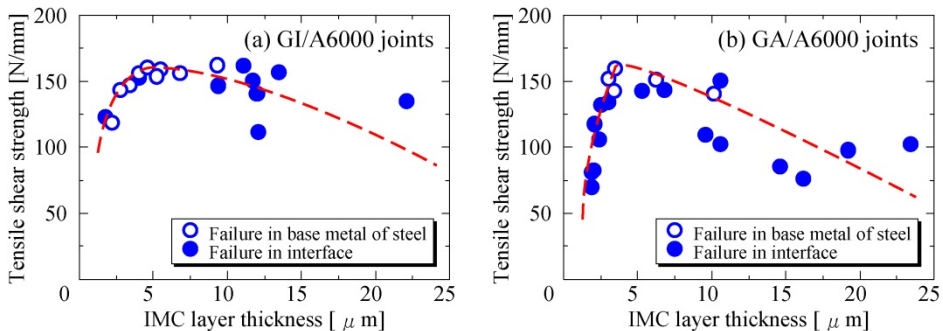 200
150
100
50
0
5
10
15
20
25
Tensile shear strength [N/mm]
IMC layer thickness [ μ m]
(a) GI/A6000 joints
Failure in base metal of steel
Failure in interface
200
150
100
50
0
5
10
15
20
25
Tensile shear strength [N/mm]
IMC layer thickness [ μ m]
(b) GA/A6000 joints
Failure in base metal of steel
Failure in interface